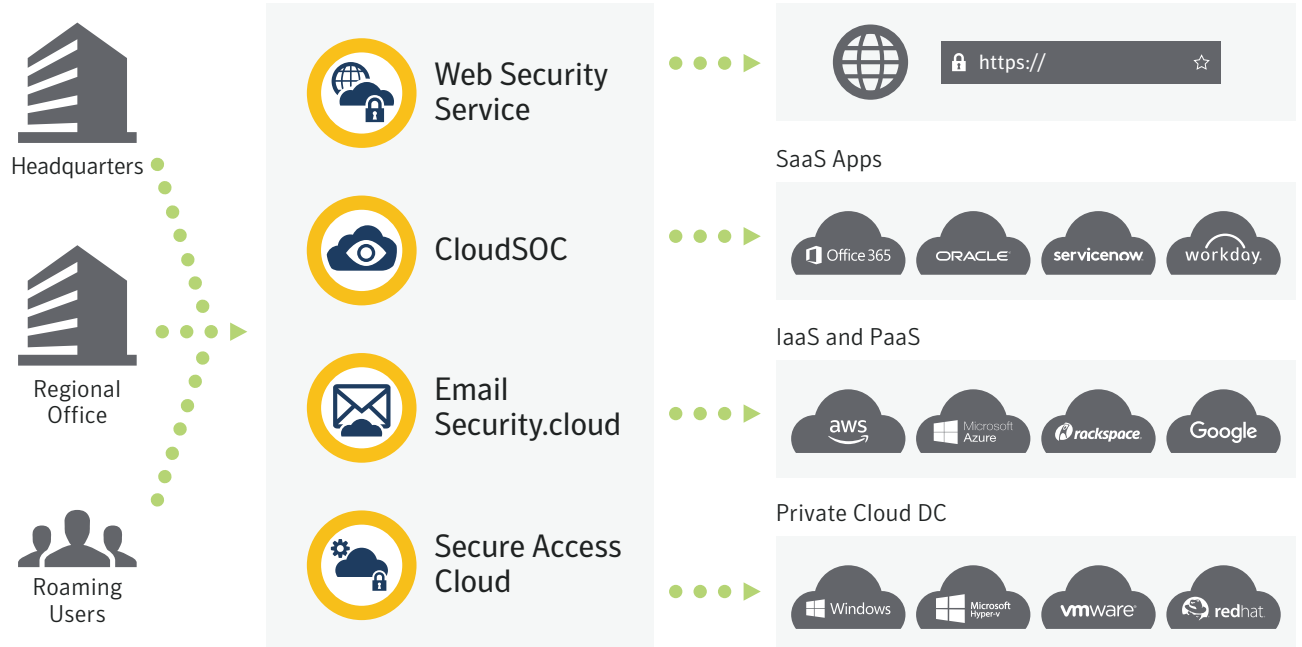 Headquarters
Regional
Office
Roaming
Users
Web Security
Service
CloudSOC
Email
Security.cloud
Secure Access
Cloud
https://
SaaS Apps
Office 365
ORACLE
servicenow
workday.
IaaS and PaaS
aws
Microsoft
Azure
rackspace.
Google
Private Cloud DC
Windows
Microsoft
Hyper-v
vmware
redhat